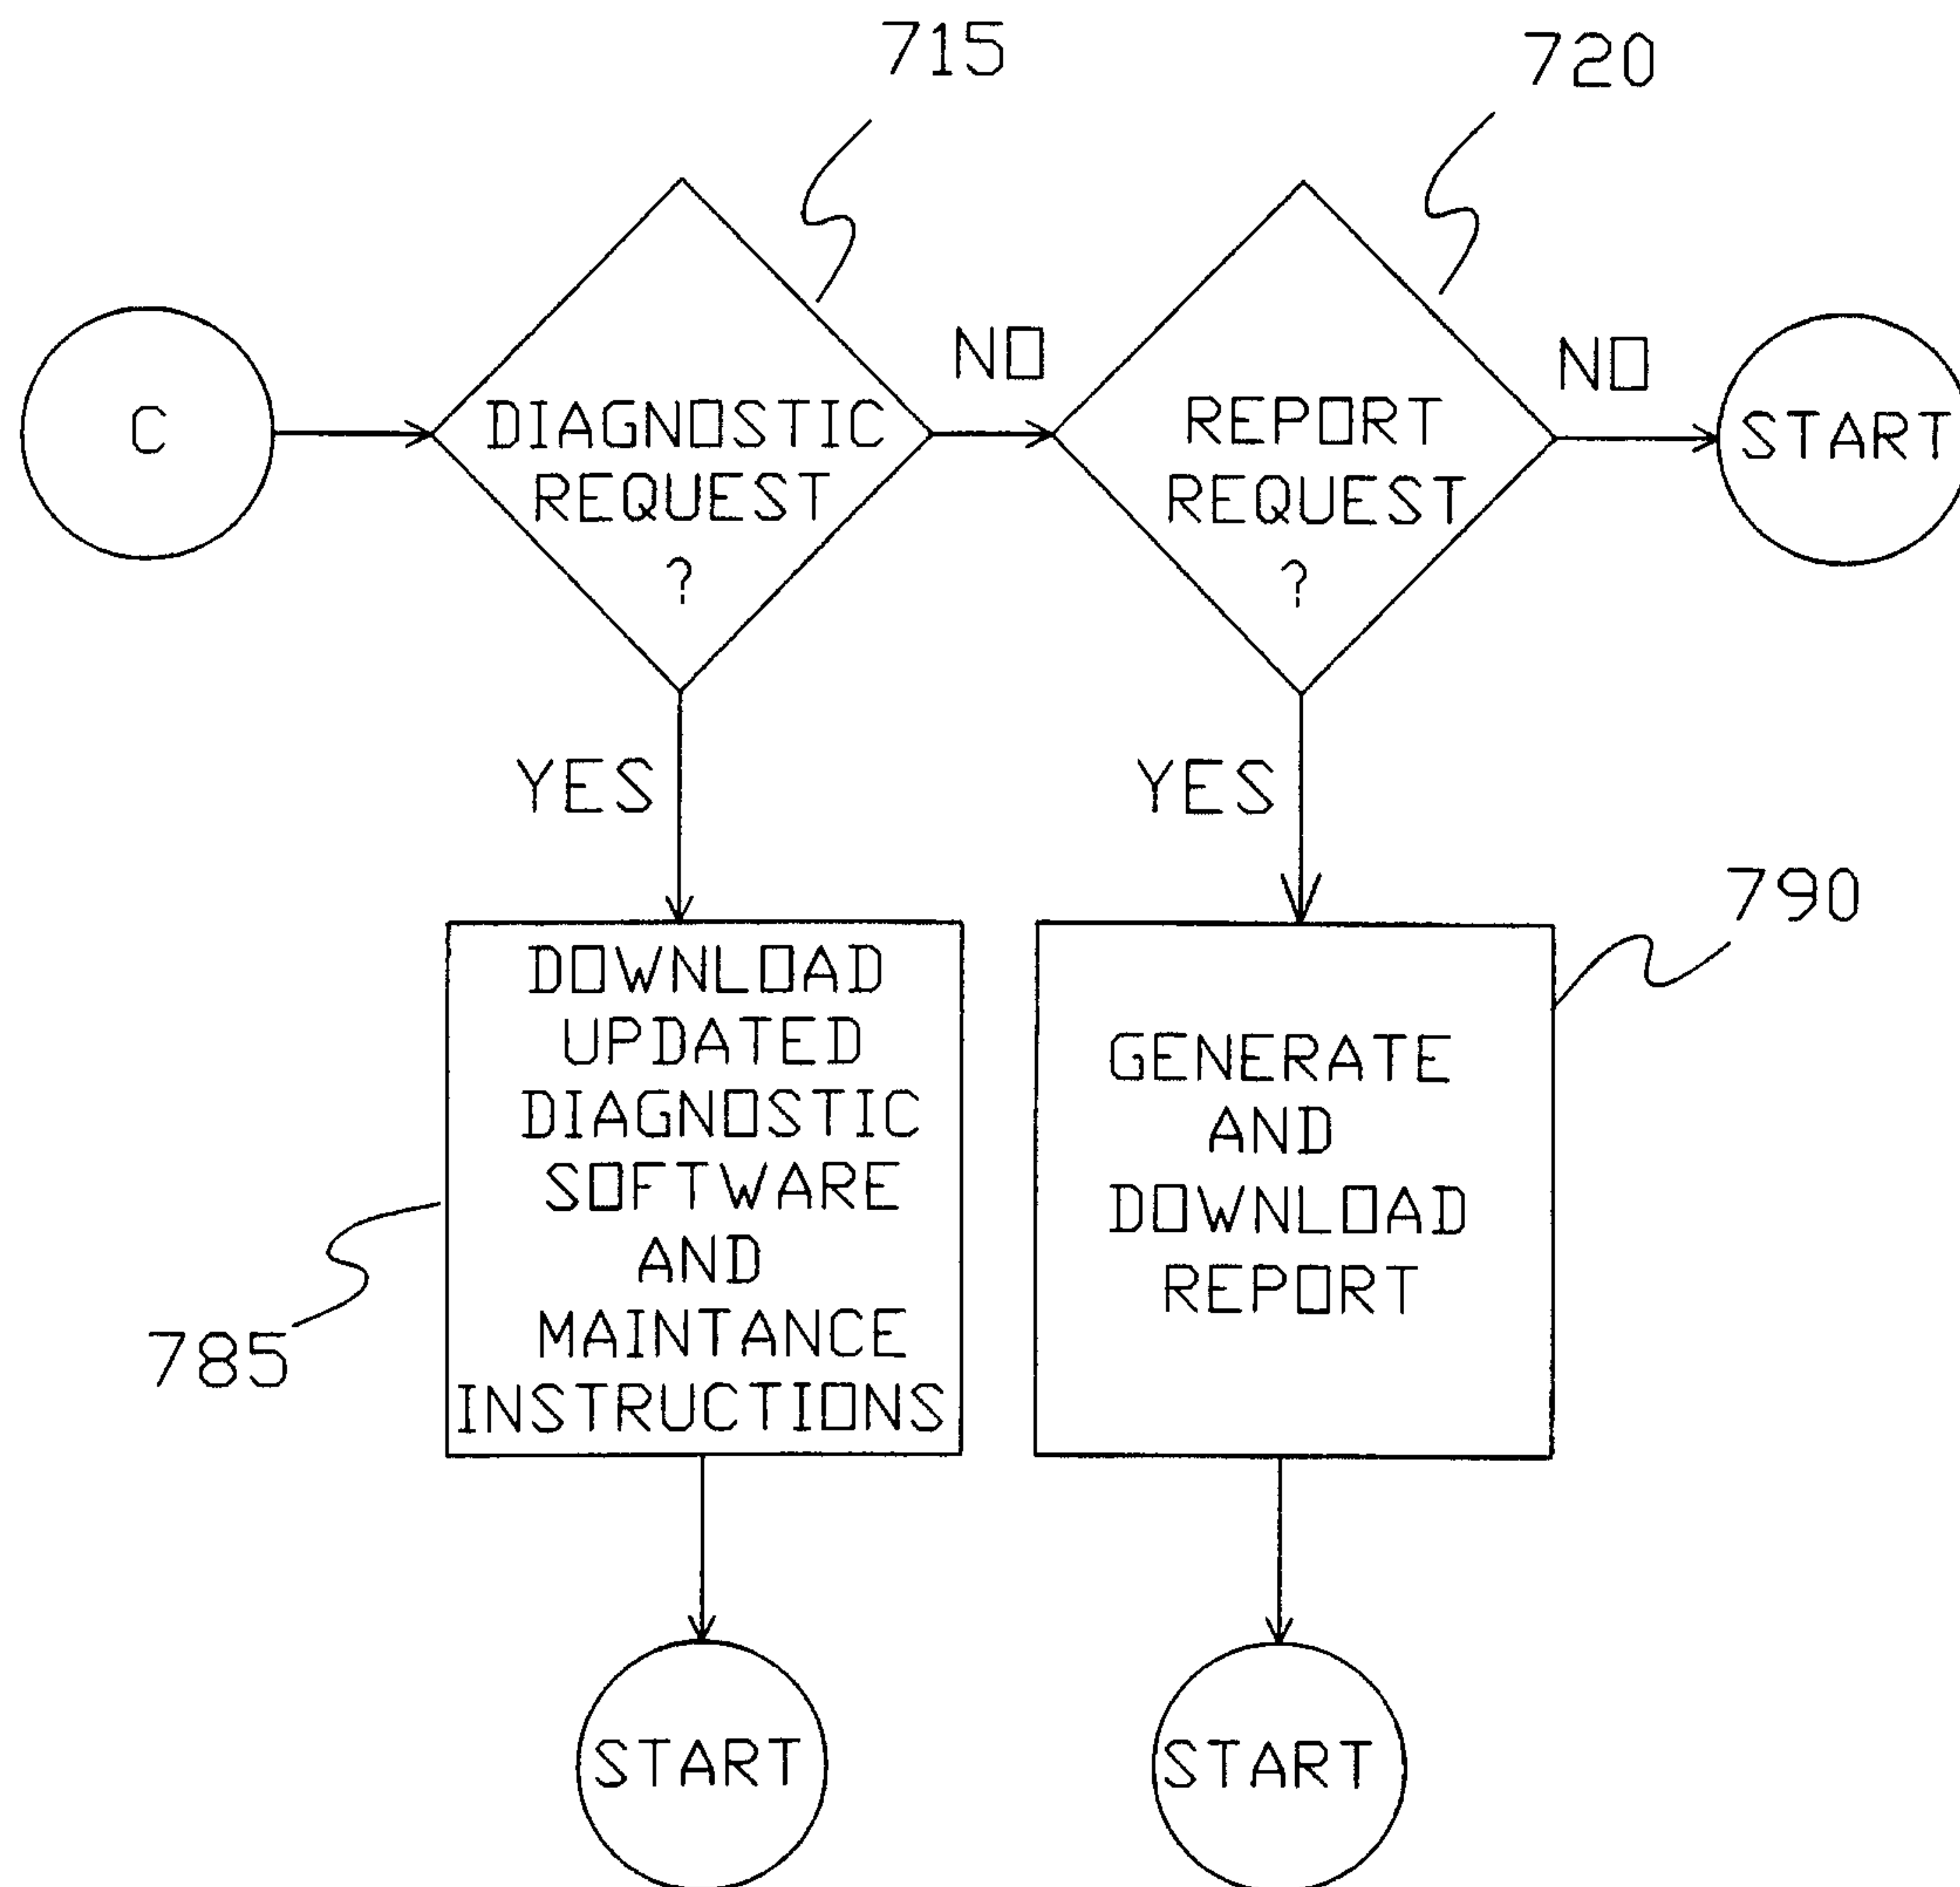 715
720
C
DIAGNOSTIC
REQUEST
?
NO
REPORT
REQUEST
?
NO
START
YES
YES
785
DOWNLOAD
UPDATED
DIAGNOSTIC
SOFTWARE
AND
MAINTANCE
INSTRUCTIONS
790
GENERATE
AND
DOWNLOAD
REPORT
START
START